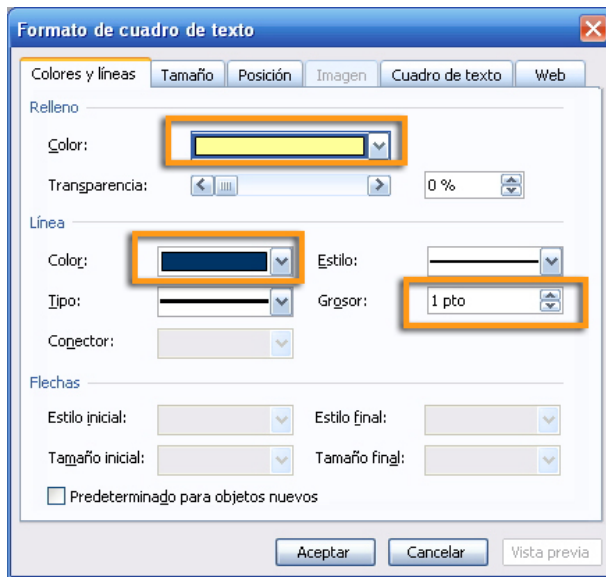 Formato de cuadro de texto
Colores y líneas Tamaño Posición Imagen Cuadro de texto Web
Relleno
Color:
Transparencia: 0 %
Línea
Color: Estilo:
Tipo: Grosor: 1 pto
Conector:
Flechas
Estilo inicial: Estilo final:
Tamaño inicial: Tamaño final:
Predeterminado para objetos nuevos
Aceptar Cancelar Vista previa